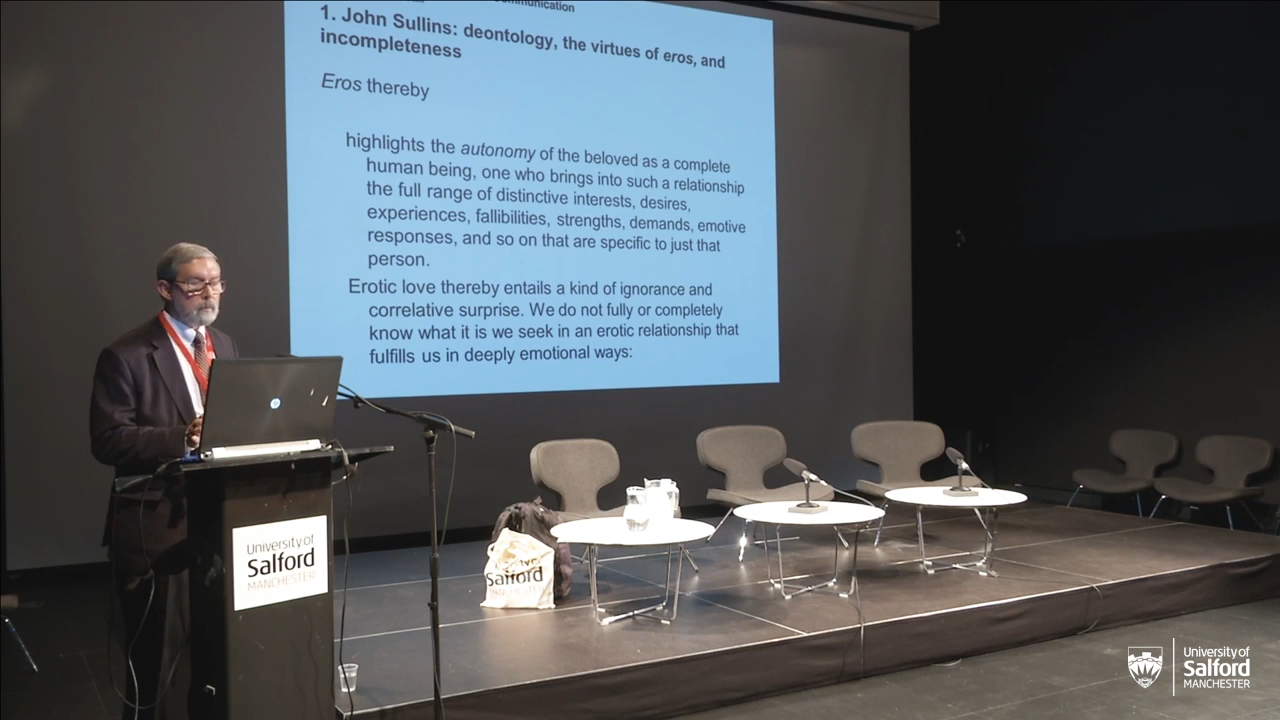 ommunication
1. John Sullins: deontology, the virtues of eros, and
incompleteness
Eros thereby
highlights the autonomy of the beloved as a complete
human being, one who brings into such a relationship
the full range of distinctive interests, desires,
experiences, fallibilities, strengths, demands, emotive
responses, and so on that are specific to just that
person.
Erotic love thereby entails a kind of ignorance and
correlative surprise. We do not fully or completely
know what it is we seek in an erotic relationship that
fulfills us in deeply emotional ways:
University of
Salford
MANCHESTER
Salford
University of
Salford
MANCHESTER